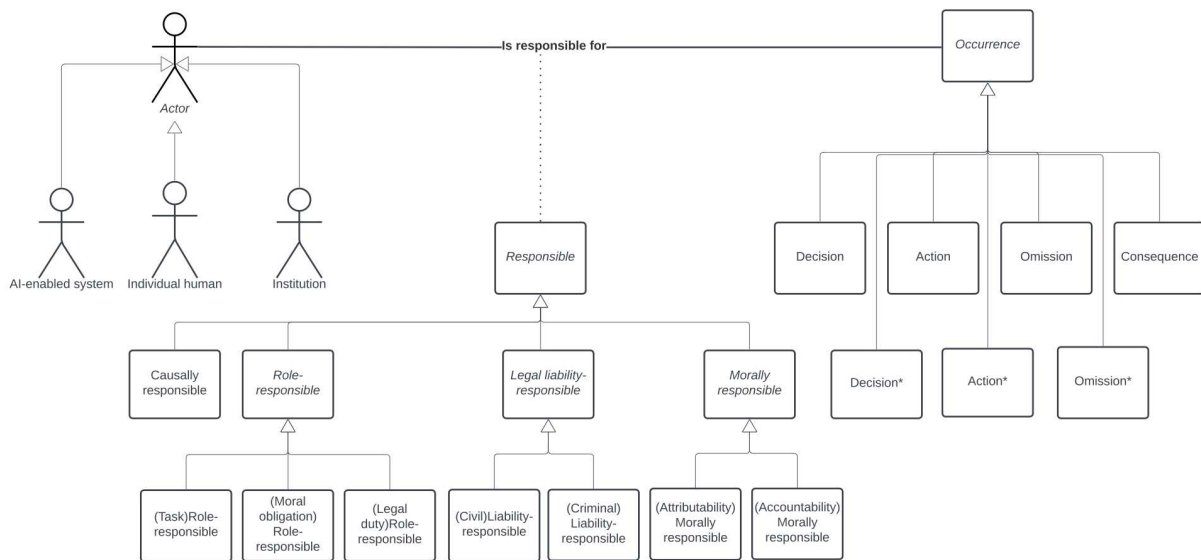 Is responsible for
Occurrence
Actor
AI-enabled system
Individual human
Institution
Responsible
Decision
Action
Omission
Consequence
Causally
responsible
Role-
responsible
Legal liability-
responsible
Morally
responsible
Decision*
Action*
Omission*
(Task)Role-
responsible
(Moral
obligation)
Role-
responsible
(Legal
duty)Role-
responsible
(Civil)Liability-
responsible
(Criminal)
Liability-
responsible
(Attributability)
Morally
responsible
(Accountability)
Morally
responsible